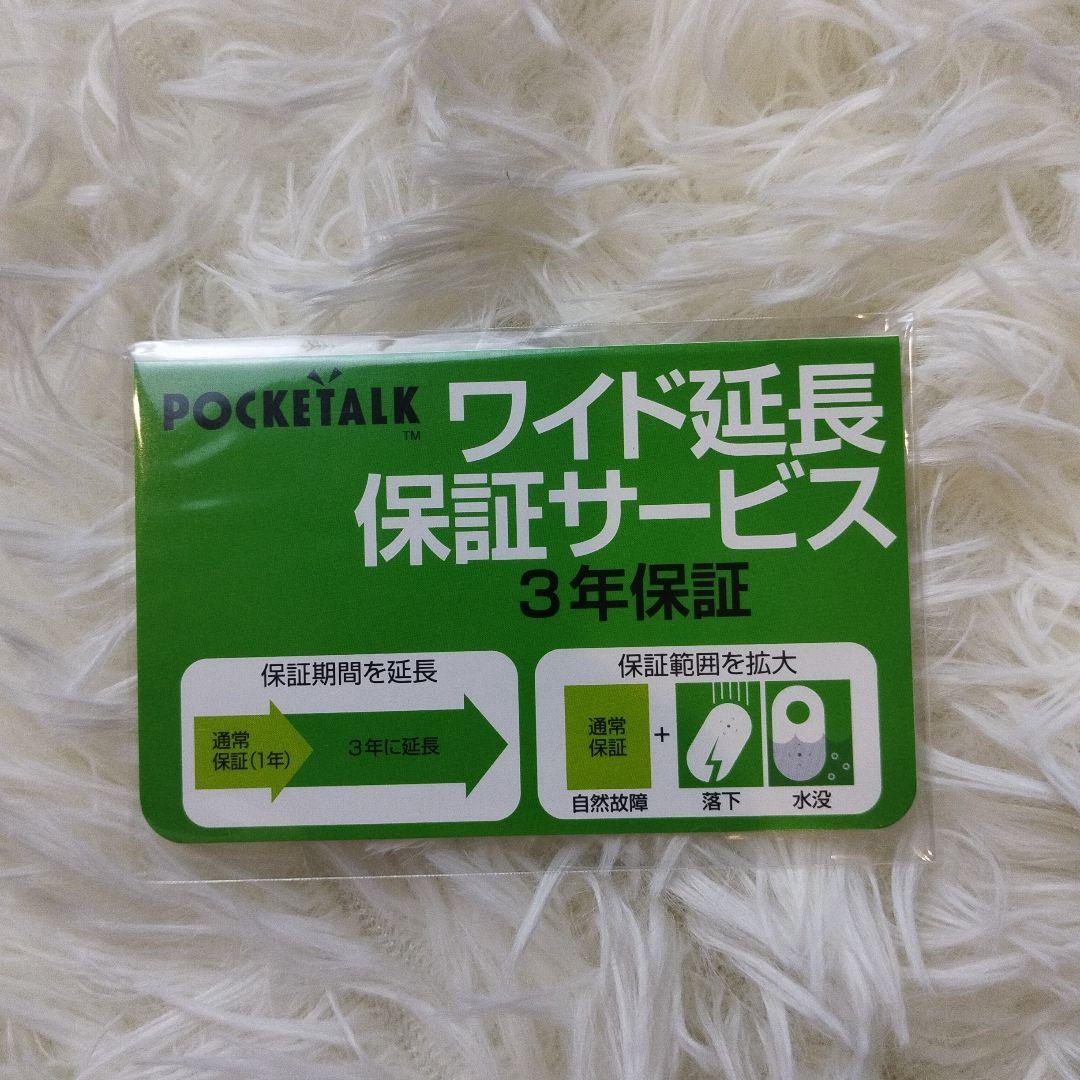 POCKETALK™
ワイド延長
保証サービス
3年保証
保証期間を延長
通常
保証(1年)
3年に延長
保証範囲を拡大
通常
保証
+
自然故障
落下
水没